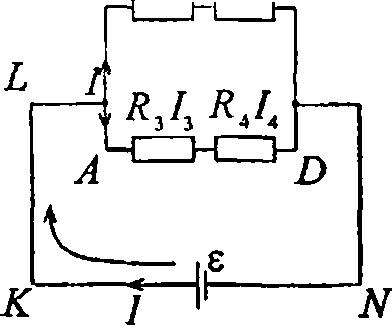 L I
R₃ I₃ R₄ I₄
A D
ε
K I N